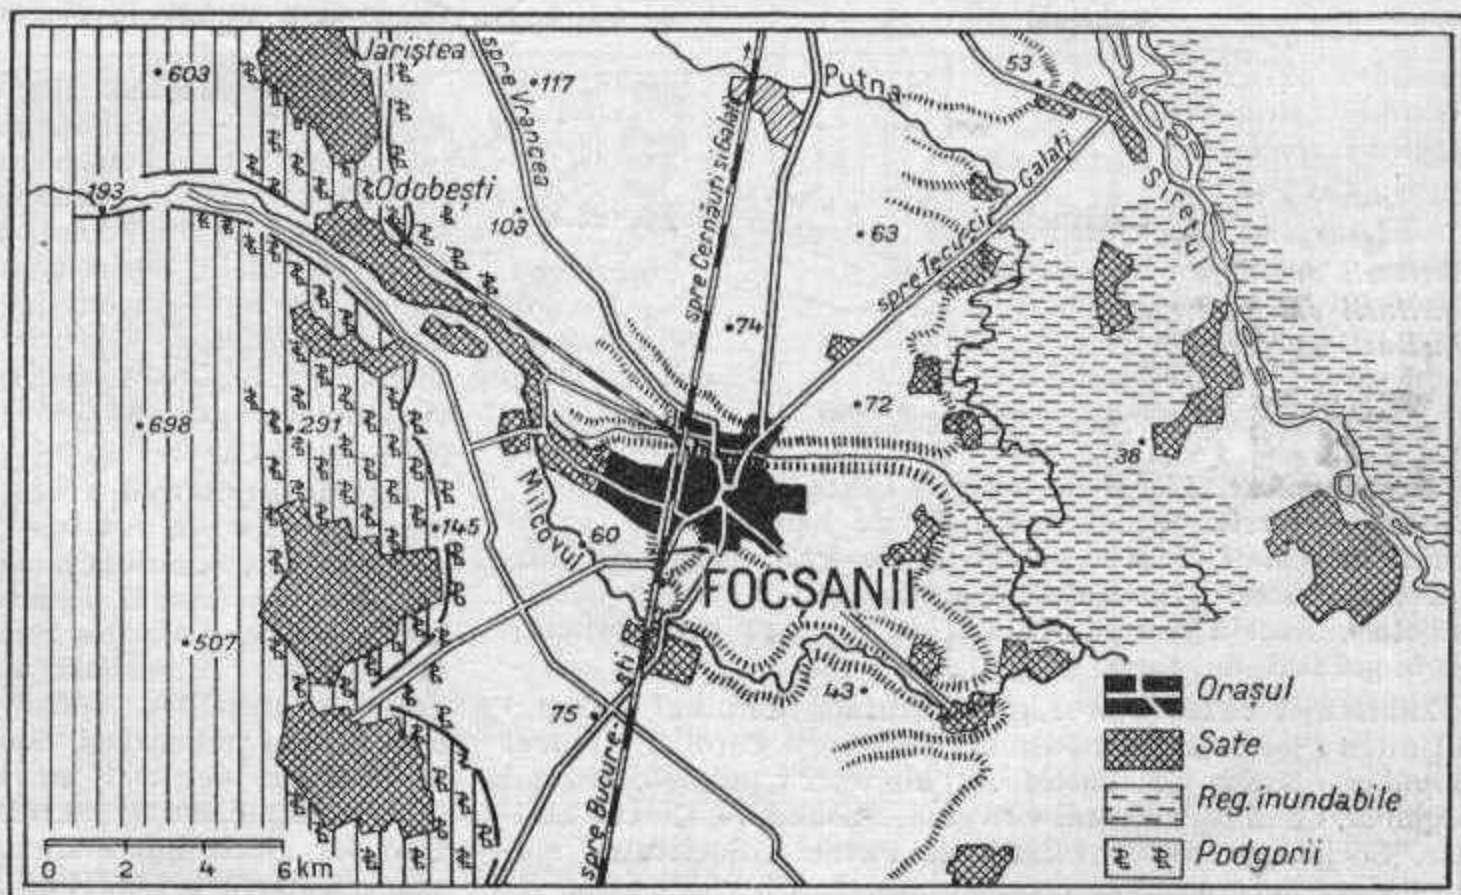 603
Jariștea
spre Vrancea
117
Putna
53
193
Odobești
103
spre Cernăuți și Galați
63
spre Tecuci
Galați
Siretul
74
72
698
291
38
145
Milcovul
60
FOCȘANII
507
43
75
spre București
Orașul
Sate
Reg. inundabile
Podgorii
0 2 4 6 km